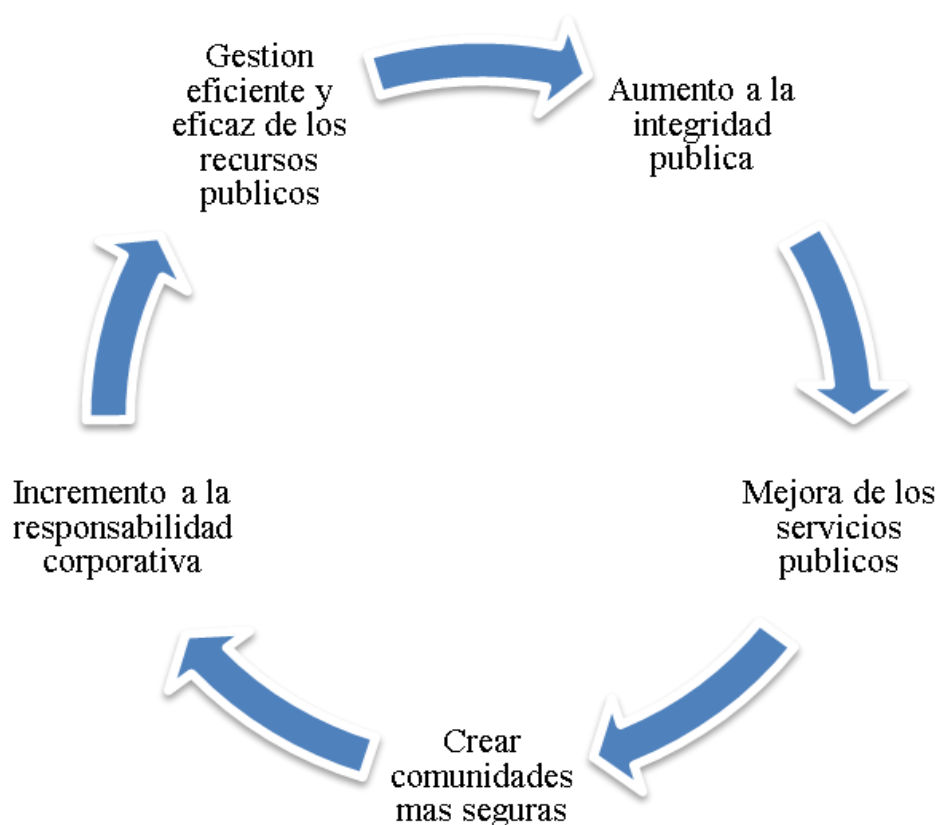 Gestion
eficiente y
eficaz de los
recursos
publicos
Aumento a la
integridad
publica
Mejora de los
servicios
publicos
Crear
comunidades
mas seguras
Incremento a la
responsabilidad
corporativa